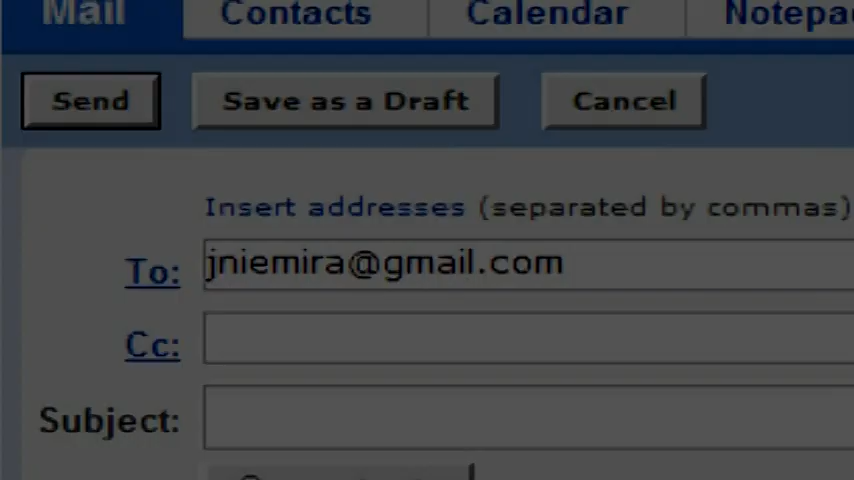 Mail Contacts Calendar
Send Save as a Draft Cancel
Insert addresses (separated by commas)
To: jniemira@gmail.com
Cc:
Subject: